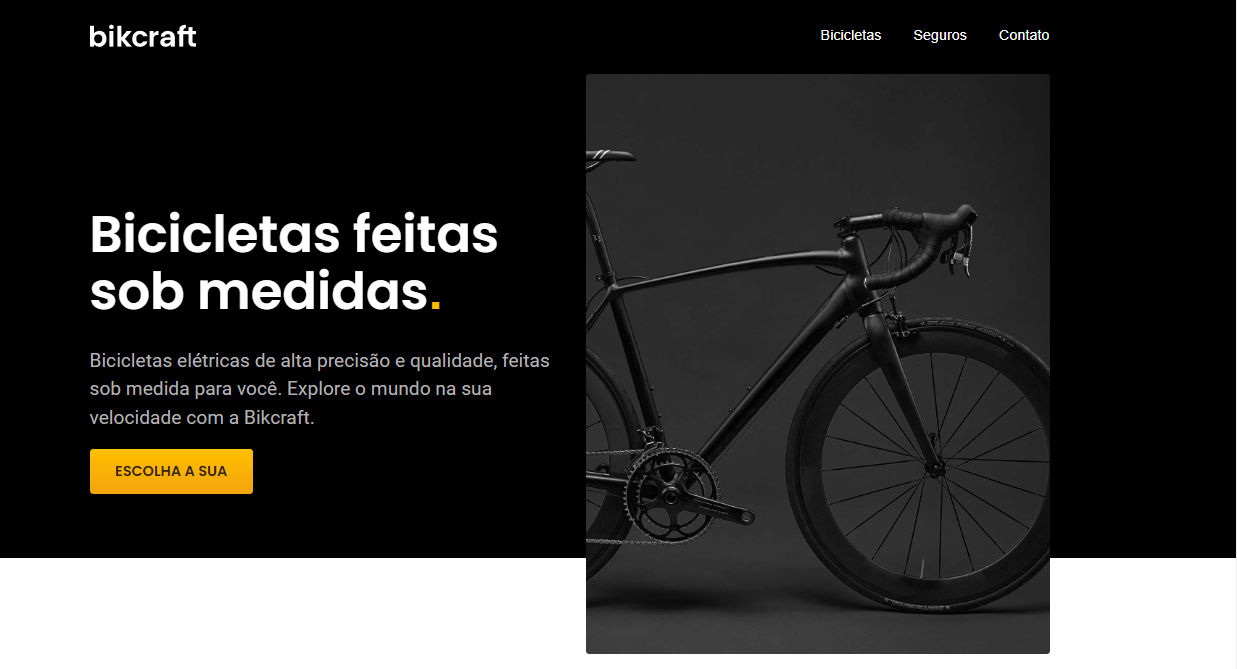 bikcraft
Bicicletas Seguros Contato
Bicicletas feitas
sob medidas.
Bicicletas elétricas de alta precisão e qualidade, feitas
sob medida para você. Explore o mundo na sua
velocidade com a Bikcraft.
ESCOLHA A SUA